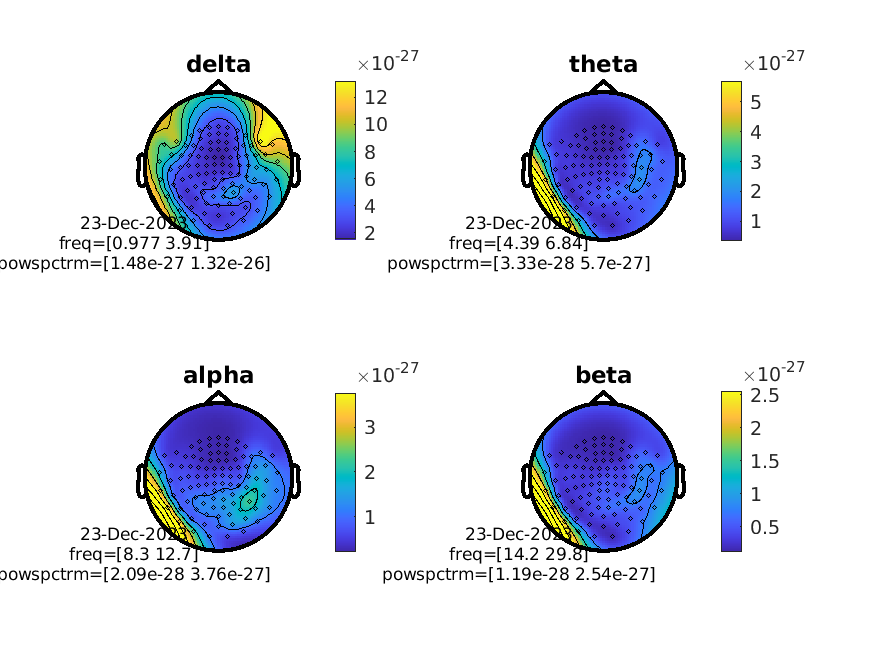 delta
×10-27
12
10
8
6
4
2
23-Dec-2023
freq=[0.977 3.91]
powspctrm=[1.48e-27 1.32e-26]
theta
×10-27
5
4
3
2
1
23-Dec-2023
freq=[4.39 6.84]
powspctrm=[3.33e-28 5.7e-27]
alpha
×10-27
3
2
1
23-Dec-2023
freq=[8.3 12.7]
powspctrm=[2.09e-28 3.76e-27]
beta
×10-27
2.5
2
1.5
1
0.5
23-Dec-2023
freq=[14.2 29.8]
powspctrm=[1.19e-28 2.54e-27]